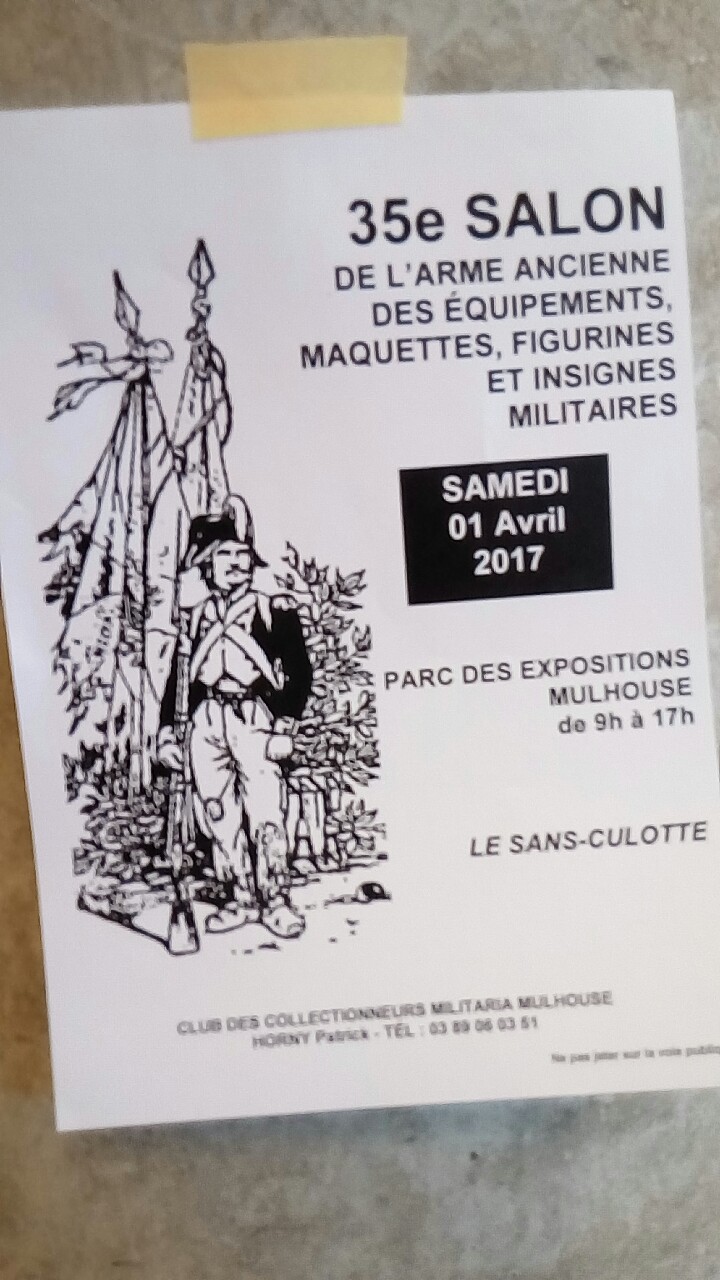 35e SALON
DE L'ARME ANCIENNE
DES ÉQUIPEMENTS,
MAQUETTES, FIGURINES
ET INSIGNES
MILITAIRES
SAMEDI
01 Avril
2017
PARC DES EXPOSITIONS
MULHOUSE
de 9h à 17h
LE SANS-CULOTTE
CLUB DES COLLECTIONNEURS MILITARIA MULHOUSE
HORNY Patrick - TÉL : 03 89 06 03 51
Ne pas jeter sur la voie publiq